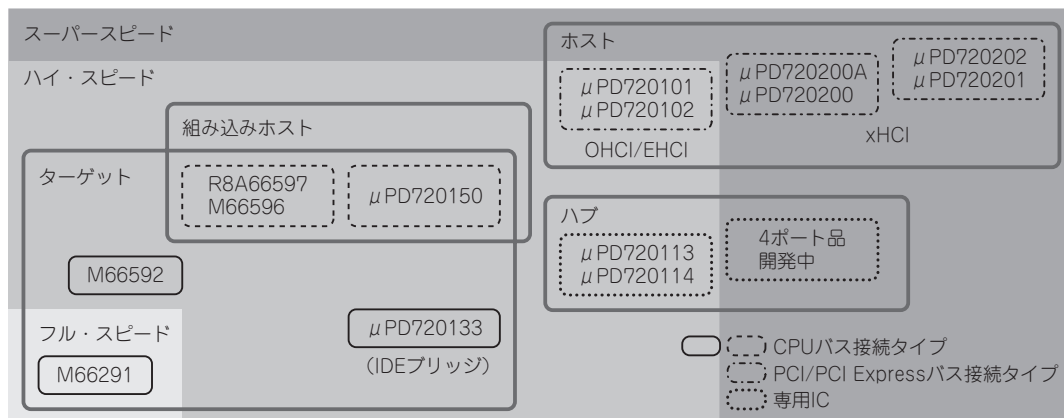 スーパースピード
ホスト
ハイ・スピード
μPD720101
μPD720102
OHCI/EHCI
μPD720200A
μPD720200
μPD720202
μPD720201
xHCI
組み込みホスト
ターゲット
R8A66597
M66596
μPD720150
ハブ
μPD720113
μPD720114
4ポート品
開発中
M66592
フル・スピード
M66291
μPD720133
(IDEブリッジ)
CPUバス接続タイプ
PCI/PCI Expressバス接続タイプ
専用IC